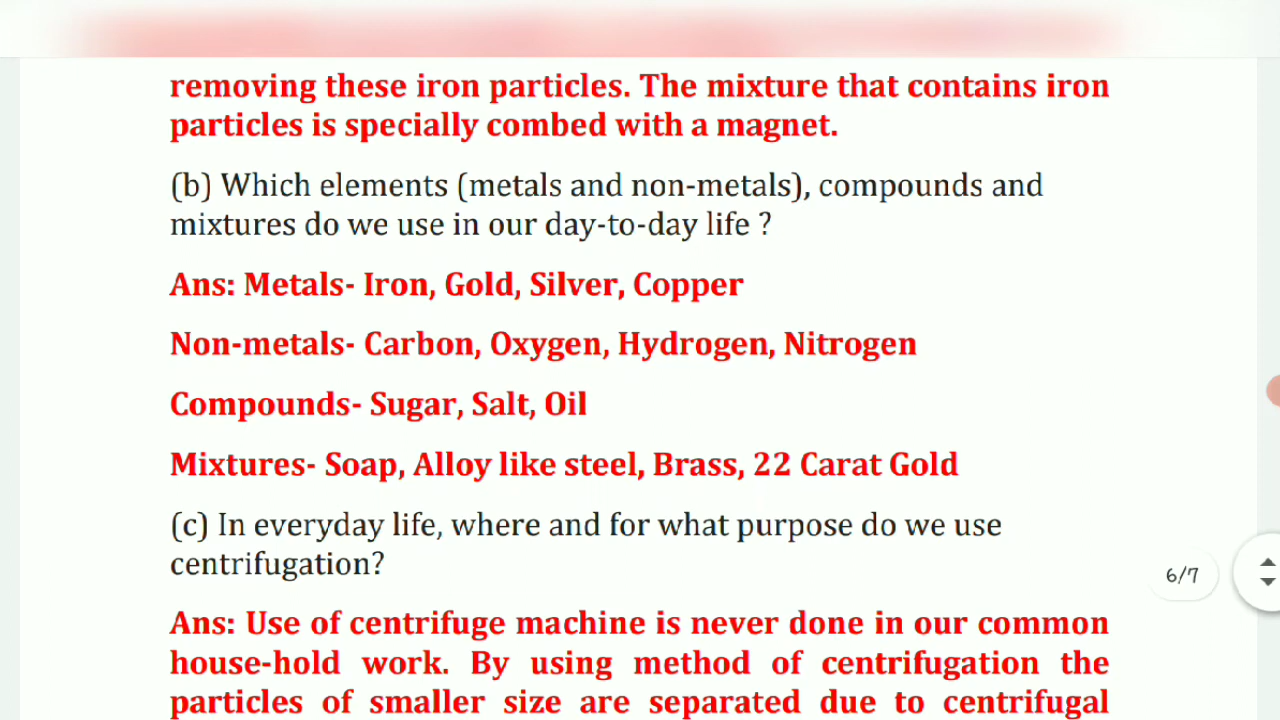 removing these iron particles. The mixture that contains iron
particles is specially combed with a magnet.
(b) Which elements (metals and non-metals), compounds and
mixtures do we use in our day-to-day life ?
Ans: Metals- Iron, Gold, Silver, Copper
Non-metals- Carbon, Oxygen, Hydrogen, Nitrogen
Compounds- Sugar, Salt, Oil
Mixtures- Soap, Alloy like steel, Brass, 22 Carat Gold
(c) In everyday life, where and for what purpose do we use
centrifugation?
6/7
Ans: Use of centrifuge machine is never done in our common
house-hold work. By using method of centrifugation the
particles of smaller size are separated due to centrifugal